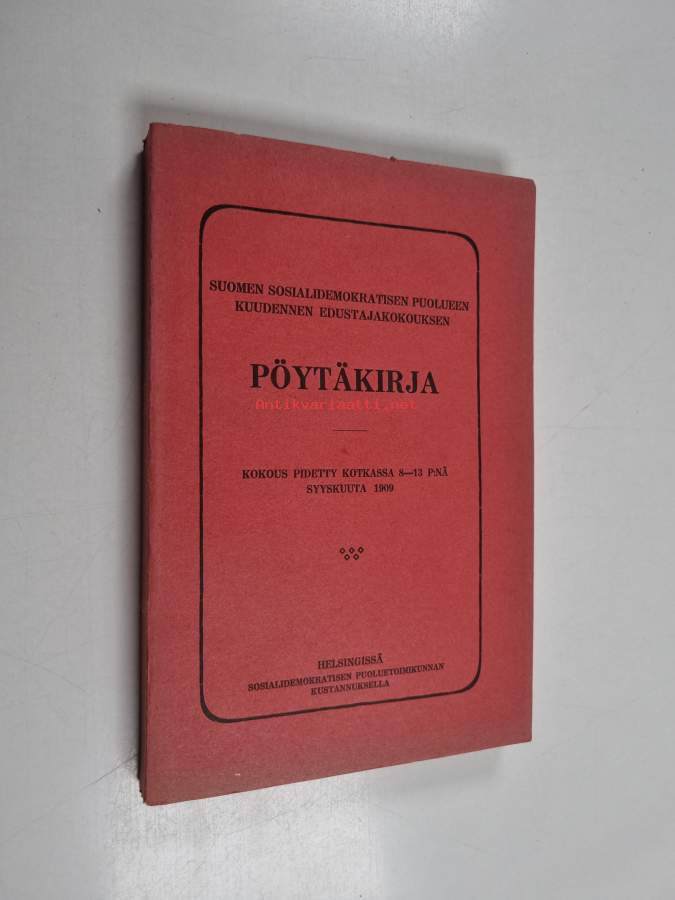 SUOMEN SOSIALIDEMOKRATISEN PUOLUEEN
KUUDENNEN EDUSTAJAKOKOUKSEN
PÖYTÄKIRJA
Antikvariaatti.net
KOKOUS PIDETTY KOTKASSA 8—13 P:NÄ
SYYSKUUTA 1909
HELSINGISSÄ
SOSIALIDEMOKRATISEN PUOLUETOIMIKUNNAN
KUSTANNUKSELLA